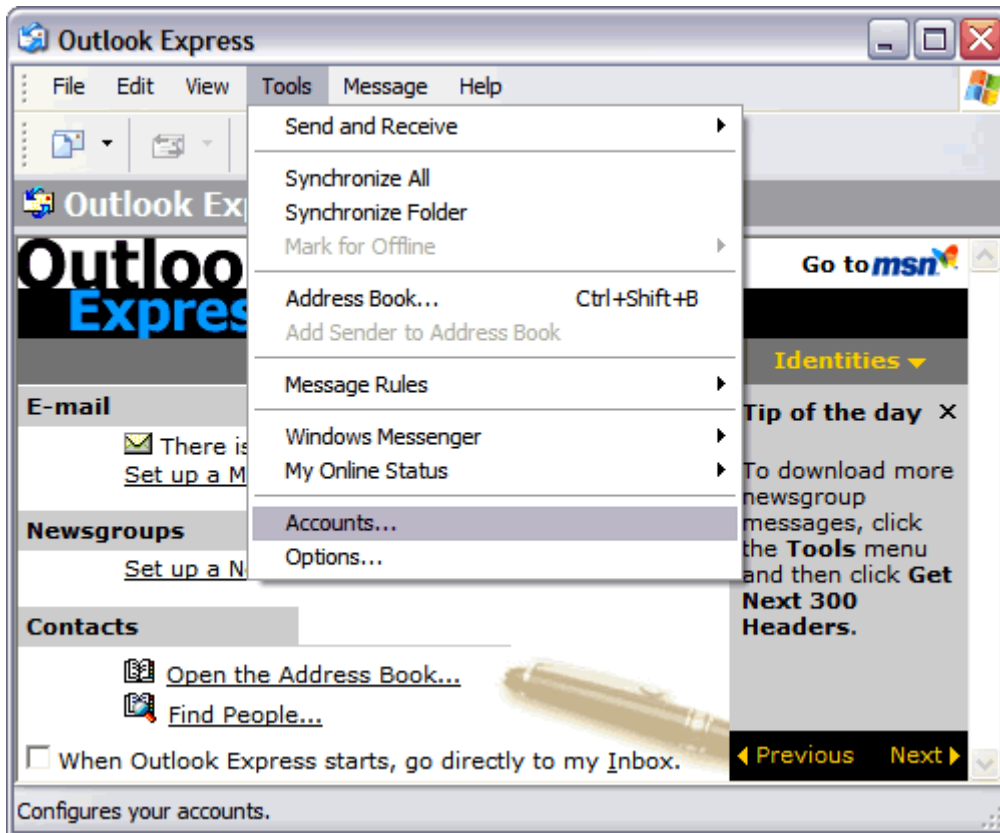 Outlook Express
File Edit View Tools Message Help
Send and Receive
Synchronize All
Synchronize Folder
Mark for Offline
Address Book... Ctrl+Shift+B
Add Sender to Address Book
Message Rules
Windows Messenger
My Online Status
Accounts...
Options...
Outlook Ex
Outloo
Expres
Go to msn
Identities
E-mail
There is
Set up a M
Newsgroups
Set up a N
Contacts
Open the Address Book...
Find People...
When Outlook Express starts, go directly to my Inbox.
Tip of the day X
To download more
newsgroup
messages, click
the Tools menu
and then click Get
Next 300
Headers.
Previous Next
Configures your accounts.